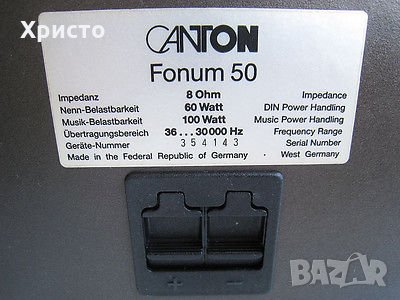 Христо
CANTON
Fonum 50
Impedanz 8 Ohm Impedance
Nenn-Belastbarkeit 60 Watt DIN Power Handling
Musik-Belastbarkeit 100 Watt Music Power Handling
Übertragungsbereich 36...30000 Hz Frequency Range
Geräte-Nummer 354143 Serial Number
Made in the Federal Republic of Germany West Germany
+ −
BAZAR